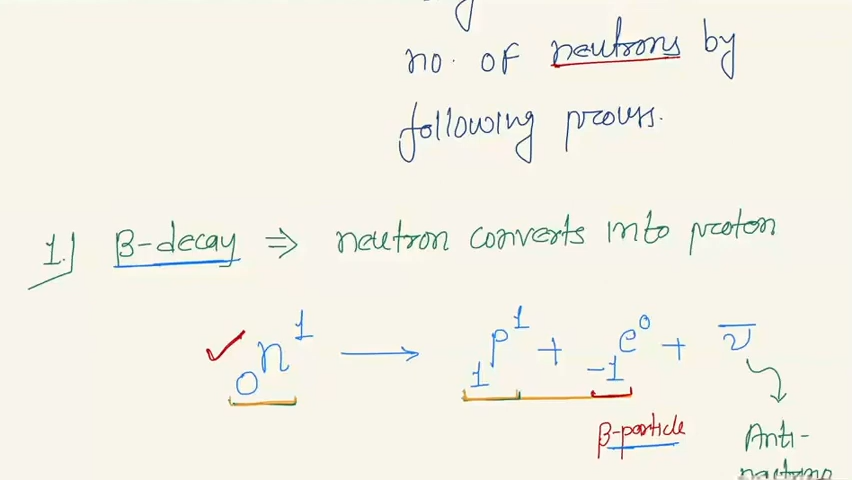 no. of neutrons by
following process.
1.) β-decay ⇒ neutron converts into proton
✓ ₀n¹ ⟶ ₁p¹ + ₋₁e⁰ + ν̅
β-particle
Anti-